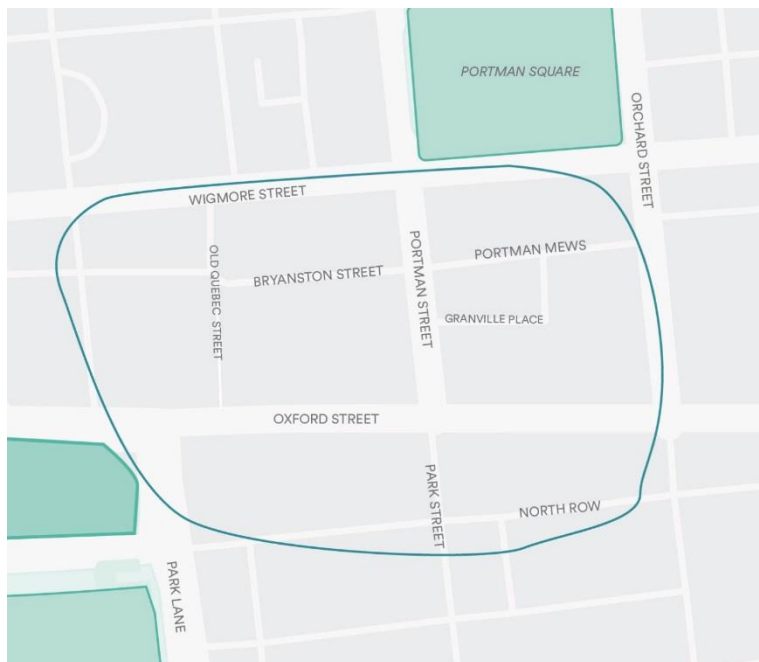 PORTMAN SQUARE
ORCHARD STREET
WIGMORE STREET
OLD QUEBEC STREET
BRYANSTON STREET
PORTMAN STREET
PORTMAN MEWS
GRANVILLE PLACE
OXFORD STREET
PARK STREET
NORTH ROW
PARK LANE